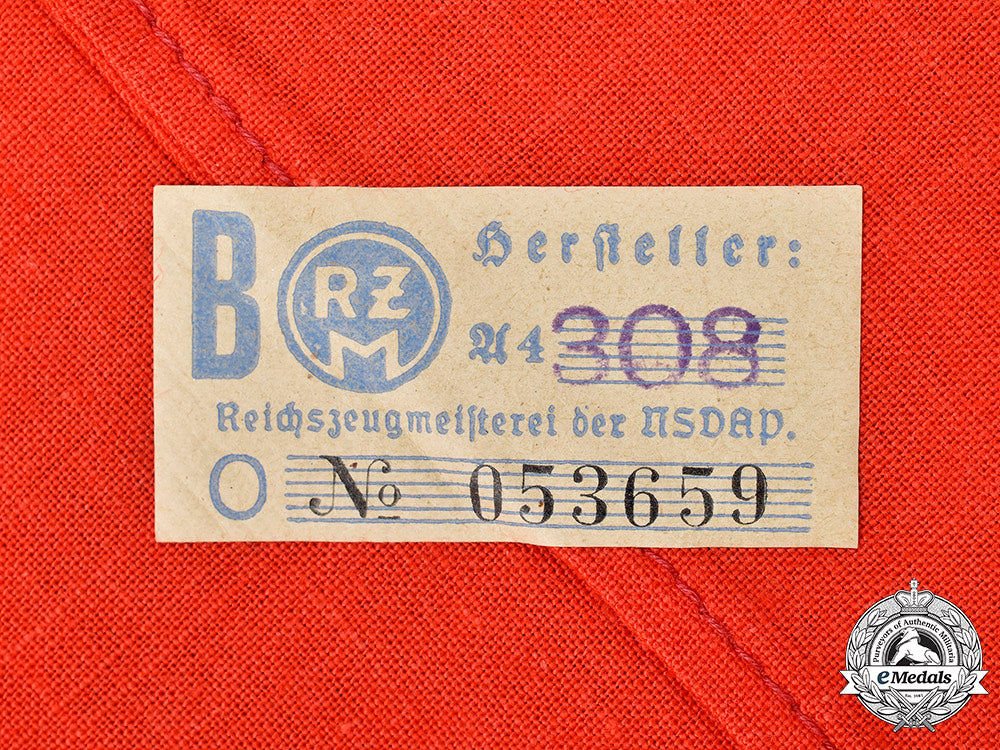 B RZM Hersteller:
A4 308
Reichszeugmeisterei der NSDAP.
O No 053659
Purveyors of Authentic Militaria
eMedals